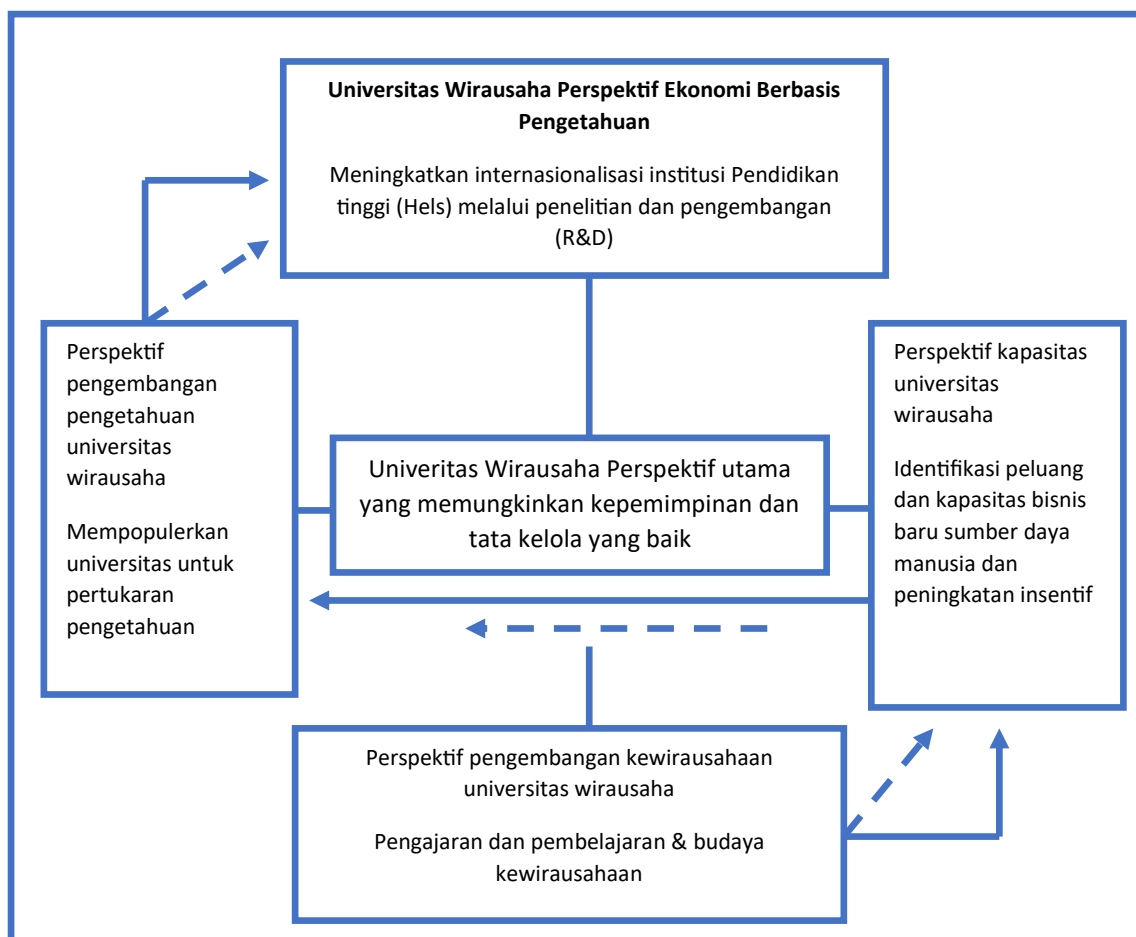 Universitas Wirausaha Perspektif Ekonomi Berbasis
Pengetahuan
Meningkatkan internasionalisasi institusi Pendidikan
tinggi (Hels) melalui penelitian dan pengembangan
(R&D)
Perspektif
pengembangan
pengetahuan
universitas
wirausaha
Mempopulerkan
universitas untuk
pertukaran
pengetahuan
Univeritas Wirausaha Perspektif utama
yang memungkinkan kepemimpinan dan
tata kelola yang baik
Perspektif kapasitas
universitas
wirausaha
Identifikasi peluang
dan kapasitas bisnis
baru sumber daya
manusia dan
peningkatan insentif
Perspektif pengembangan kewirausahaan
universitas wirausaha
Pengajaran dan pembelajaran & budaya
kewirausahaan